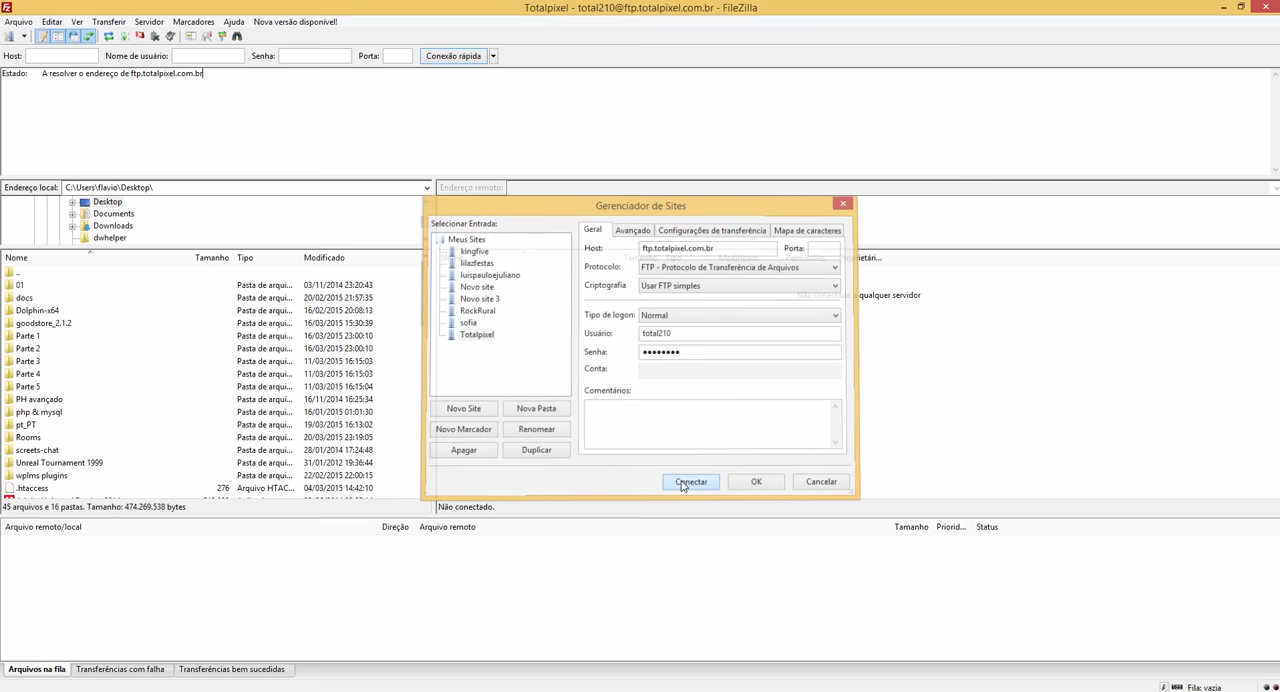 Totalpixel - total210@ftp.totalpixel.com.br - FileZilla
Arquivo Editar Ver Transferir Servidor Marcadores Ajuda Nova versão disponível!
Host: Nome de usuário: Senha: Porta: Conexão rápida
Estado: A resolver o endereço de ftp.totalpixel.com.br
Endereço local: C:\Users\flavio\Desktop\ Endereço remoto:
Desktop
Documents
Downloads
dwhelper
Nome Tamanho Tipo Modificado
..
01 Pasta de arqui... 03/11/2014 23:20:43
docs Pasta de arqui... 20/02/2015 21:57:35
Dolphin-x64 Pasta de arqui... 16/02/2015 20:08:13
goodstore_2.1.2 Pasta de arqui... 16/03/2015 15:30:39
Parte 1 Pasta de arqui... 16/03/2015 23:00:10
Parte 2 Pasta de arqui... 16/03/2015 23:00:10
Parte 3 Pasta de arqui... 11/03/2015 16:15:03
Parte 4 Pasta de arqui... 11/03/2015 16:15:03
Parte 5 Pasta de arqui... 11/03/2015 16:15:04
PH avançado Pasta de arqui... 16/11/2014 16:25:34
php & mysql Pasta de arqui... 16/01/2015 01:01:30
pt_PT Pasta de arqui... 19/03/2015 16:13:02
Rooms Pasta de arqui... 20/03/2015 23:19:05
screets-chat Pasta de arqui... 28/01/2014 17:24:48
Unreal Tournament 1999 Pasta de arqui... 31/01/2012 19:36:44
wplms plugins Pasta de arqui... 22/02/2015 22:00:15
.htaccess 276 Arquivo HTAC... 04/03/2015 14:42:10
45 arquivos e 16 pastas. Tamanho: 474.269.538 bytes
Gerenciador de Sites
Selecionar Entrada:
Meus Sites
kingfive
lilazfestas
luispauloejuliano
Novo site
Novo site 3
RockRural
sofia
Totalpixel
Novo Site Nova Pasta
Novo Marcador Renomear
Apagar Duplicar
Geral Avançado Configurações de transferência Mapa de caracteres
Host: ftp.totalpixel.com.br Porta:
Protocolo: FTP - Protocolo de Transferência de Arquivos
Criptografia Usar FTP simples
Tipo de logon: Normal
Usuário: total210
Senha: ●●●●●●●●
Conta:
Comentários:
Conectar OK Cancelar
Proprietári...
qualquer servidor
Não conectado.
Arquivo remoto/local Direção Arquivo remoto Tamanho Priorid... Status
Arquivos na fila Transferências com falha Transferências bem sucedidas
Fila: vazia